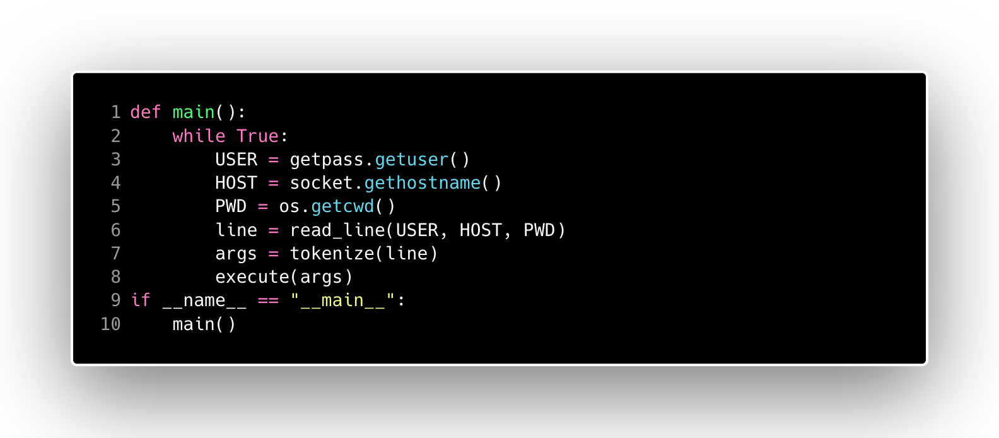 1 def main():
2     while True:
3         USER = getpass.getuser()
4         HOST = socket.gethostname()
5         PWD = os.getcwd()
6         line = read_line(USER, HOST, PWD)
7         args = tokenize(line)
8         execute(args)
9 if __name__ == "__main__":
10     main()